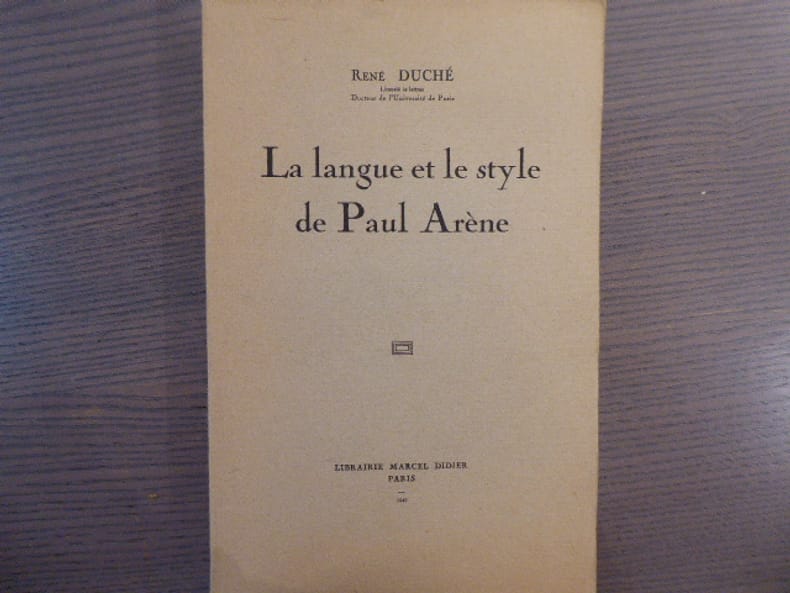 René DUCHÉ
Licencié ès lettres
Docteur de l'Université de Paris
La langue et le style
de Paul Arène
LIBRAIRIE MARCEL DIDIER
PARIS